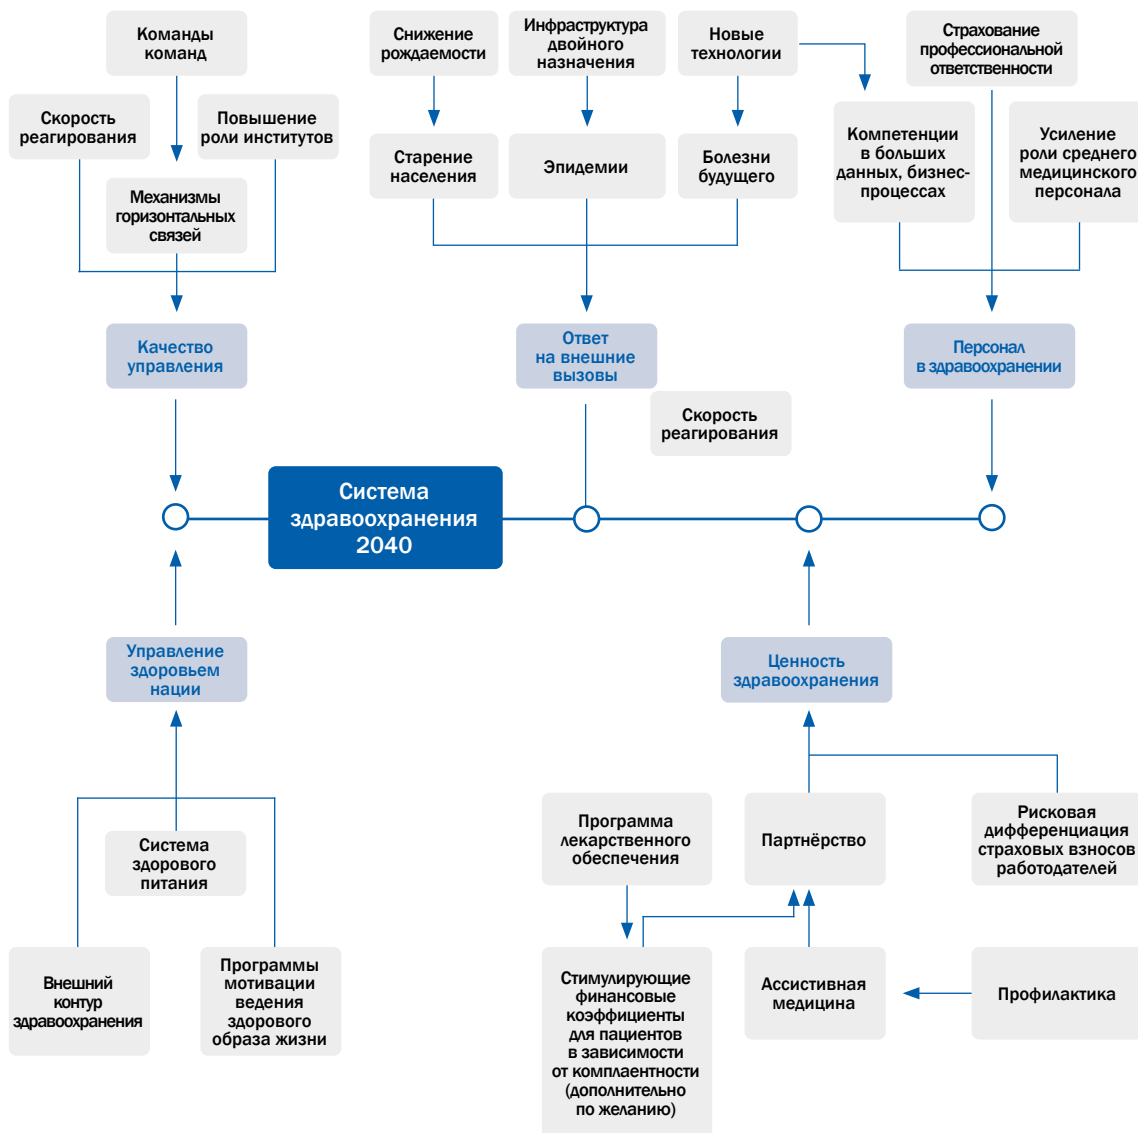 Команды
команд
Снижение
рождаемости
Инфраструктура
двойного
назначения
Новые
технологии
Страхование
профессиональной
ответственности
Скорость
реагирования
Повышение
роли институтов
Механизмы
горизонтальных
связей
Старение
населения
Эпидемии
Болезни
будущего
Компетенции
в больших
данных, бизнес-
процессах
Усиление
роли среднего
медицинского
персонала
Качество
управления
Ответ
на внешние
вызовы
Персонал
в здравоохранении
Скорость
реагирования
Система
здравоохранения
2040
Управление
здоровьем
нации
Ценность
здравоохранения
Система
здорового
питания
Внешний
контур
здравоохранения
Программы
мотивации
ведения
здорового
образа жизни
Программа
лекарственного
обеспечения
Партнёрство
Рисковая
дифференциация
страховых взносов
работодателей
Стимулирующие
финансовые
коэффициенты
для пациентов
в зависимости
от комплаентности
(дополнительно
по желанию)
Ассистивная
медицина
Профилактика